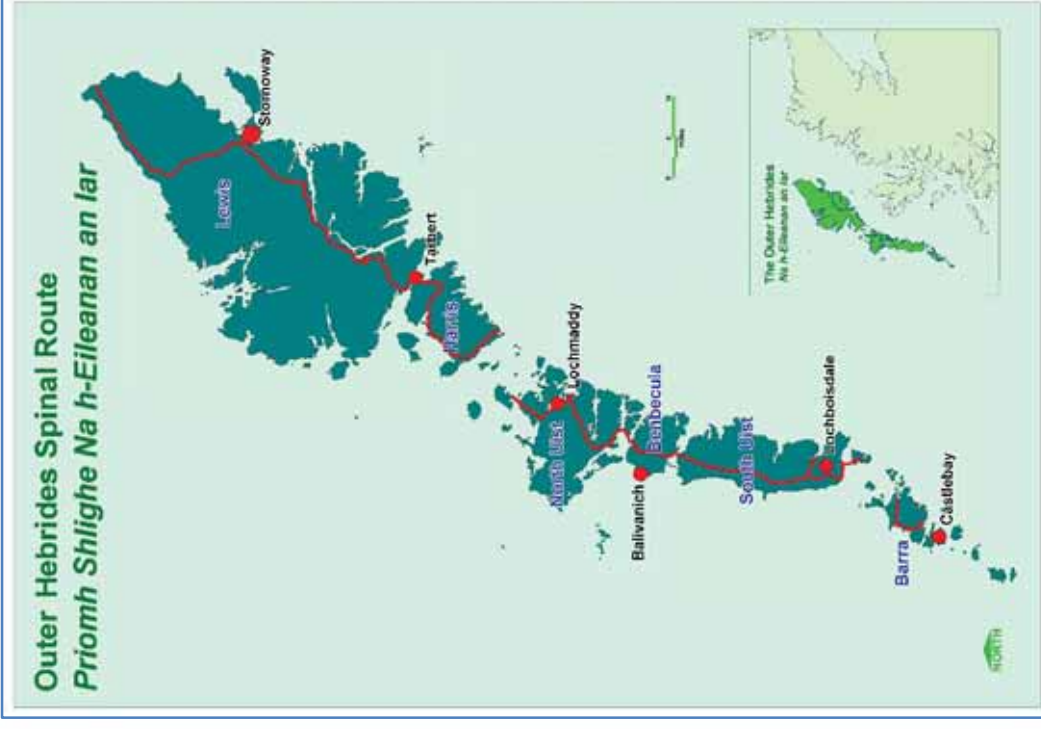 Outer Hebrides Spinal Route
Priomh Shlighe Na h-Eileanan an Iar
Stornoway
Lewis
Tarbert
Harris
Lochmaddy
North Uist
Benbecula
Balivanich
South Uist
Lochboisdale
Castlebay
Barra
miles
The Outer Hebrides
Na h-Eileanan an Iar
NORTH